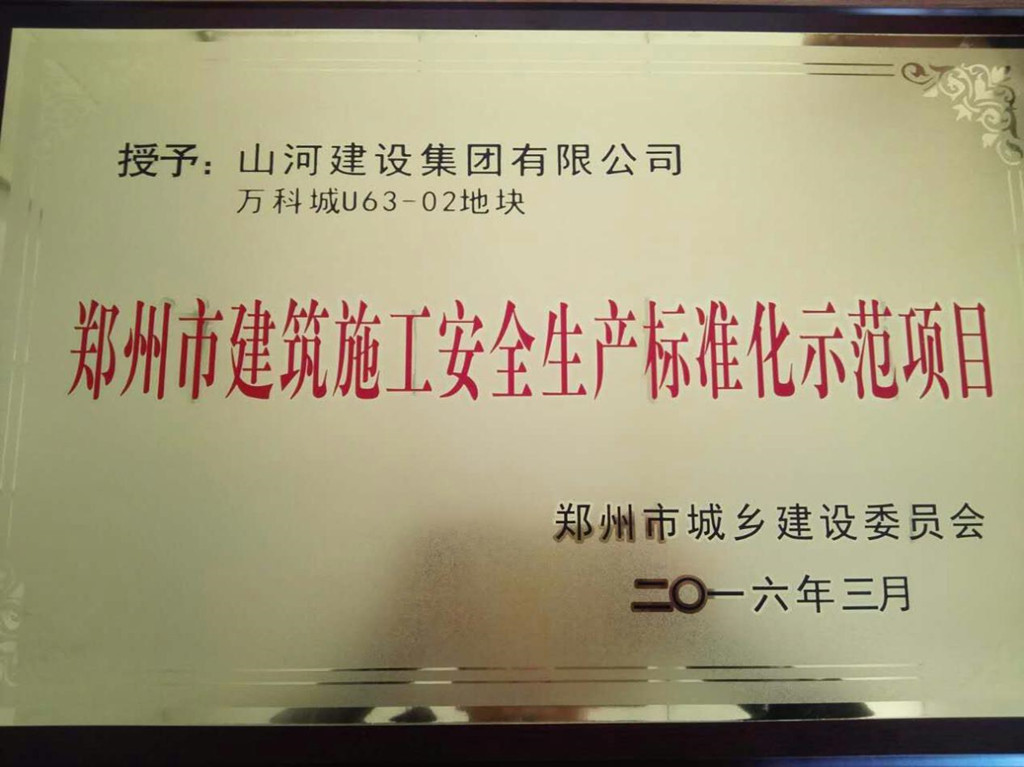 授予：山河建设集团有限公司
万科城U63-02地块
郑州市建筑施工安全生产标准化示范项目
郑州市城乡建设委员会
二〇一六年三月